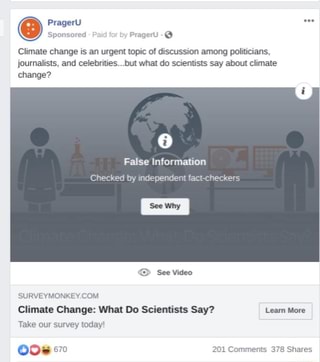 PragerU
Sponsored · Paid for by PragerU ·
Climate change is an urgent topic of discussion among politicians,
journalists, and celebrities...but what do scientists say about climate
change?
False Information
Checked by independent fact-checkers
See Why
Climate Change: What Do Scientists Say?
See Video
SURVEYMONKEY.COM
Climate Change: What Do Scientists Say?
Learn More
Take our survey today!
670
201 Comments 378 Shares